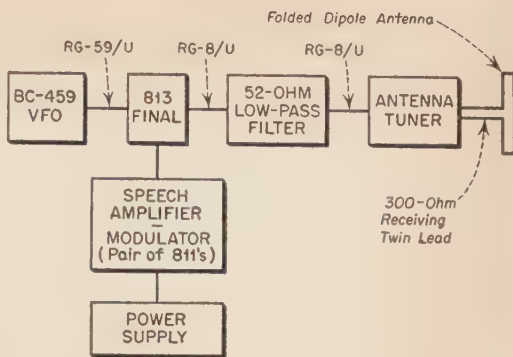 Folded Dipole Antenna
RG-59/U
RG-8/U
RG-8/U
BC-459
VFO
813
FINAL
52-OHM
LOW-PASS
FILTER
ANTENNA
TUNER
SPEECH
AMPLIFIER
—
MODULATOR
(Pair of 811's)
300-Ohm
Receiving
Twin Lead
POWER
SUPPLY